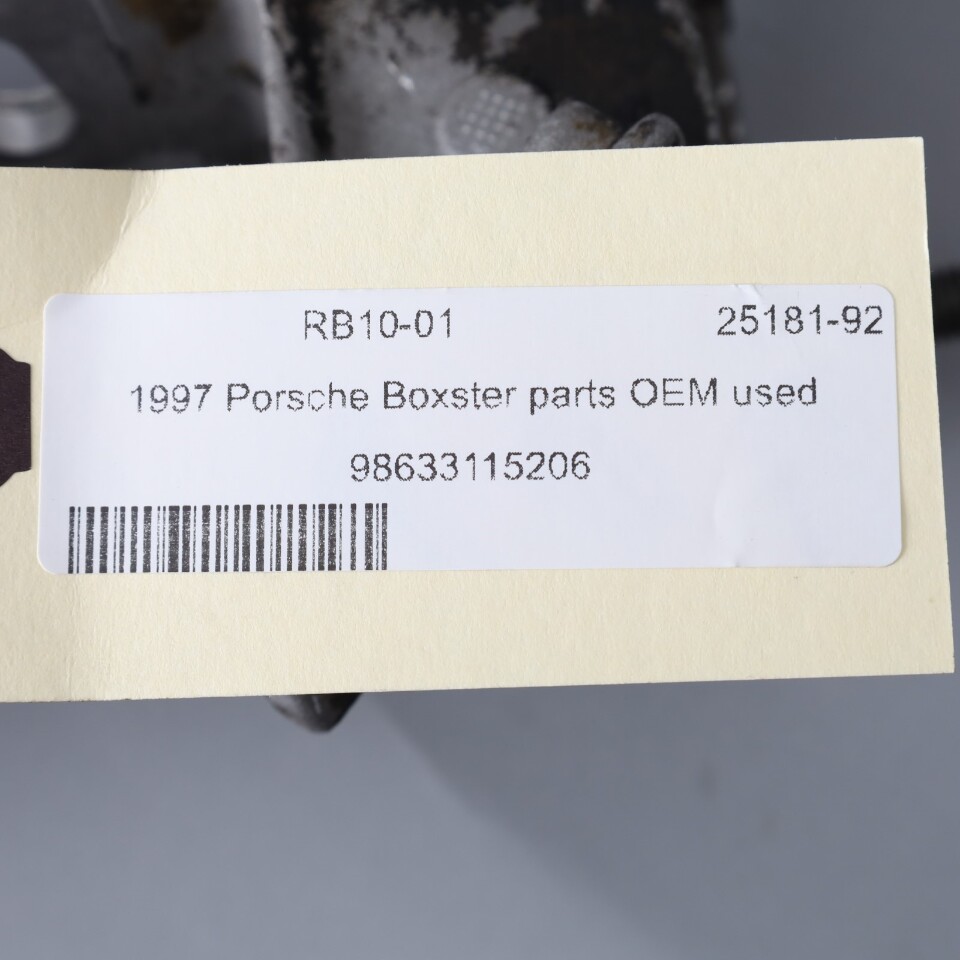 RB10-01 25181-92
1997 Porsche Boxster parts OEM used
98633115206